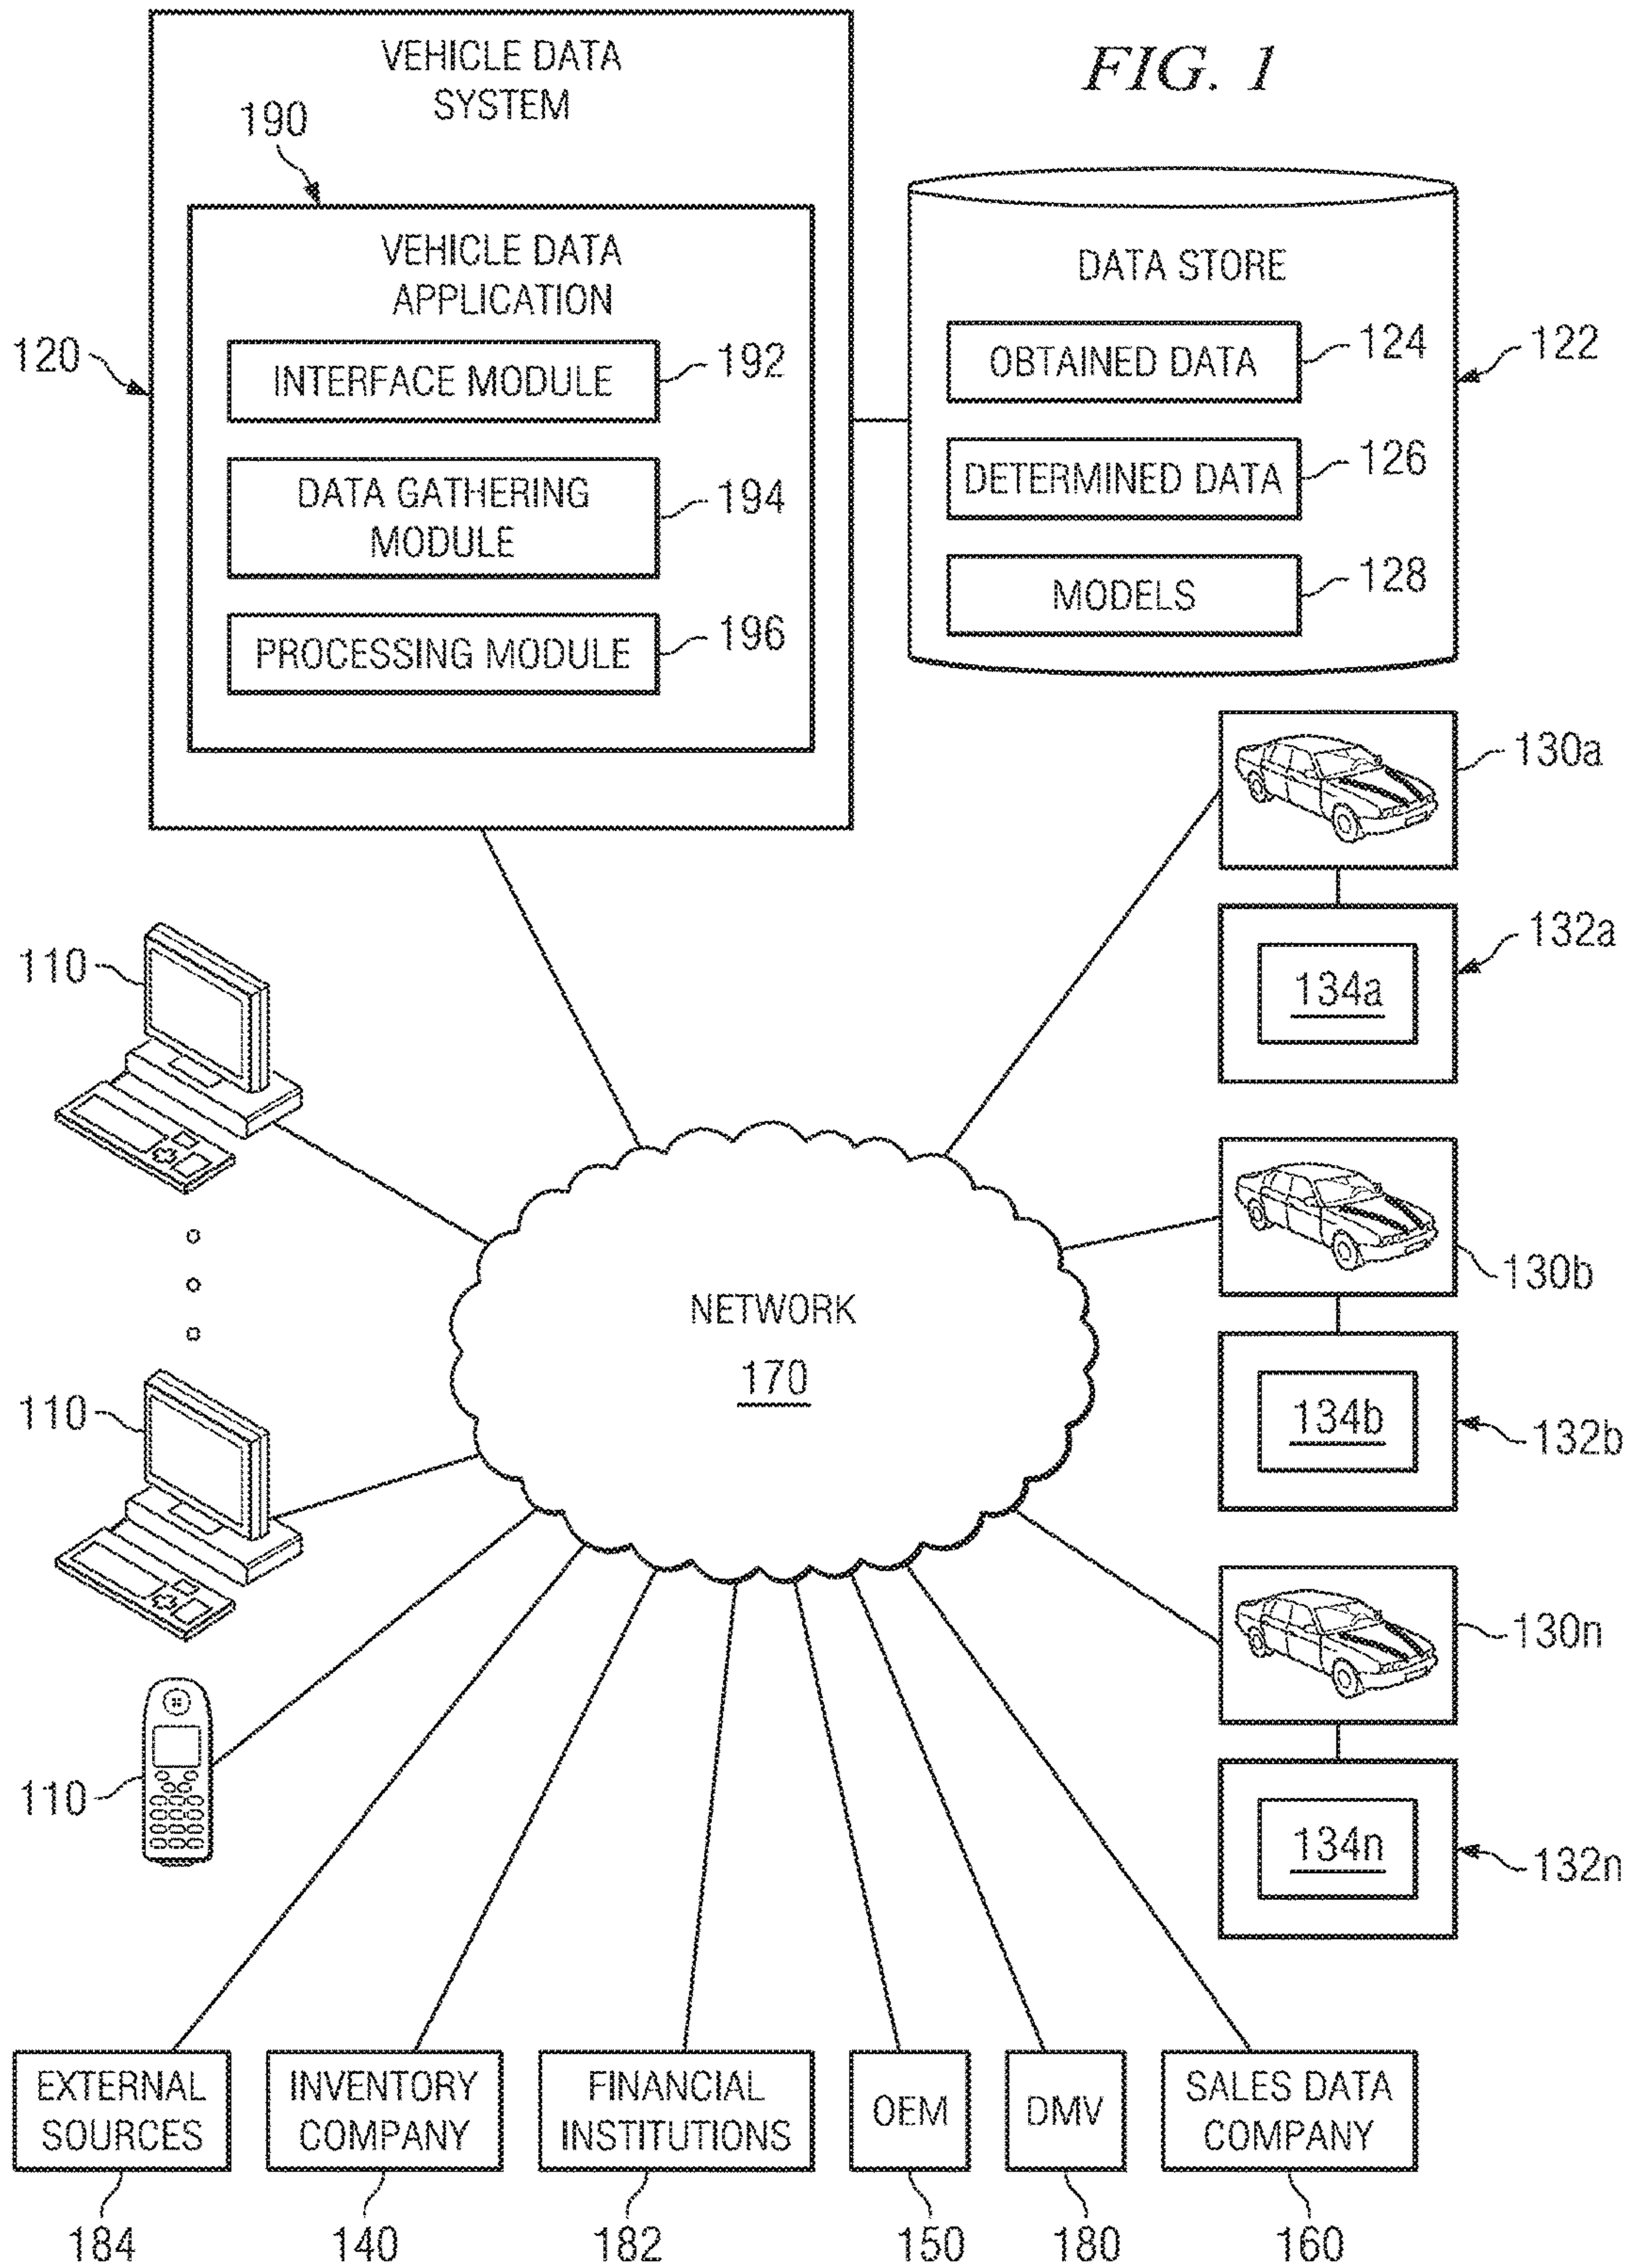 FIG. 1
VEHICLE DATA
SYSTEM
190
VEHICLE DATA
APPLICATION
120
INTERFACE MODULE
192
DATA GATHERING
MODULE
194
PROCESSING MODULE
196
DATA STORE
OBTAINED DATA
124
122
DETERMINED DATA
126
MODELS
128
130a
132a
134a
110
130b
NETWORK
170
110
134b
132b
130n
110
134n
132n
EXTERNAL
SOURCES
INVENTORY
COMPANY
FINANCIAL
INSTITUTIONS
OEM
DMV
SALES DATA
COMPANY
184
140
182
150
180
160